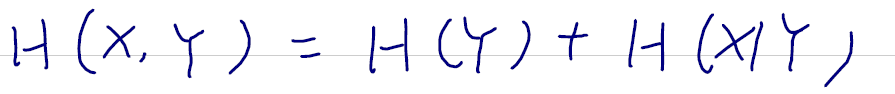 H(X,Y) = H(Y) + H(X|Y)